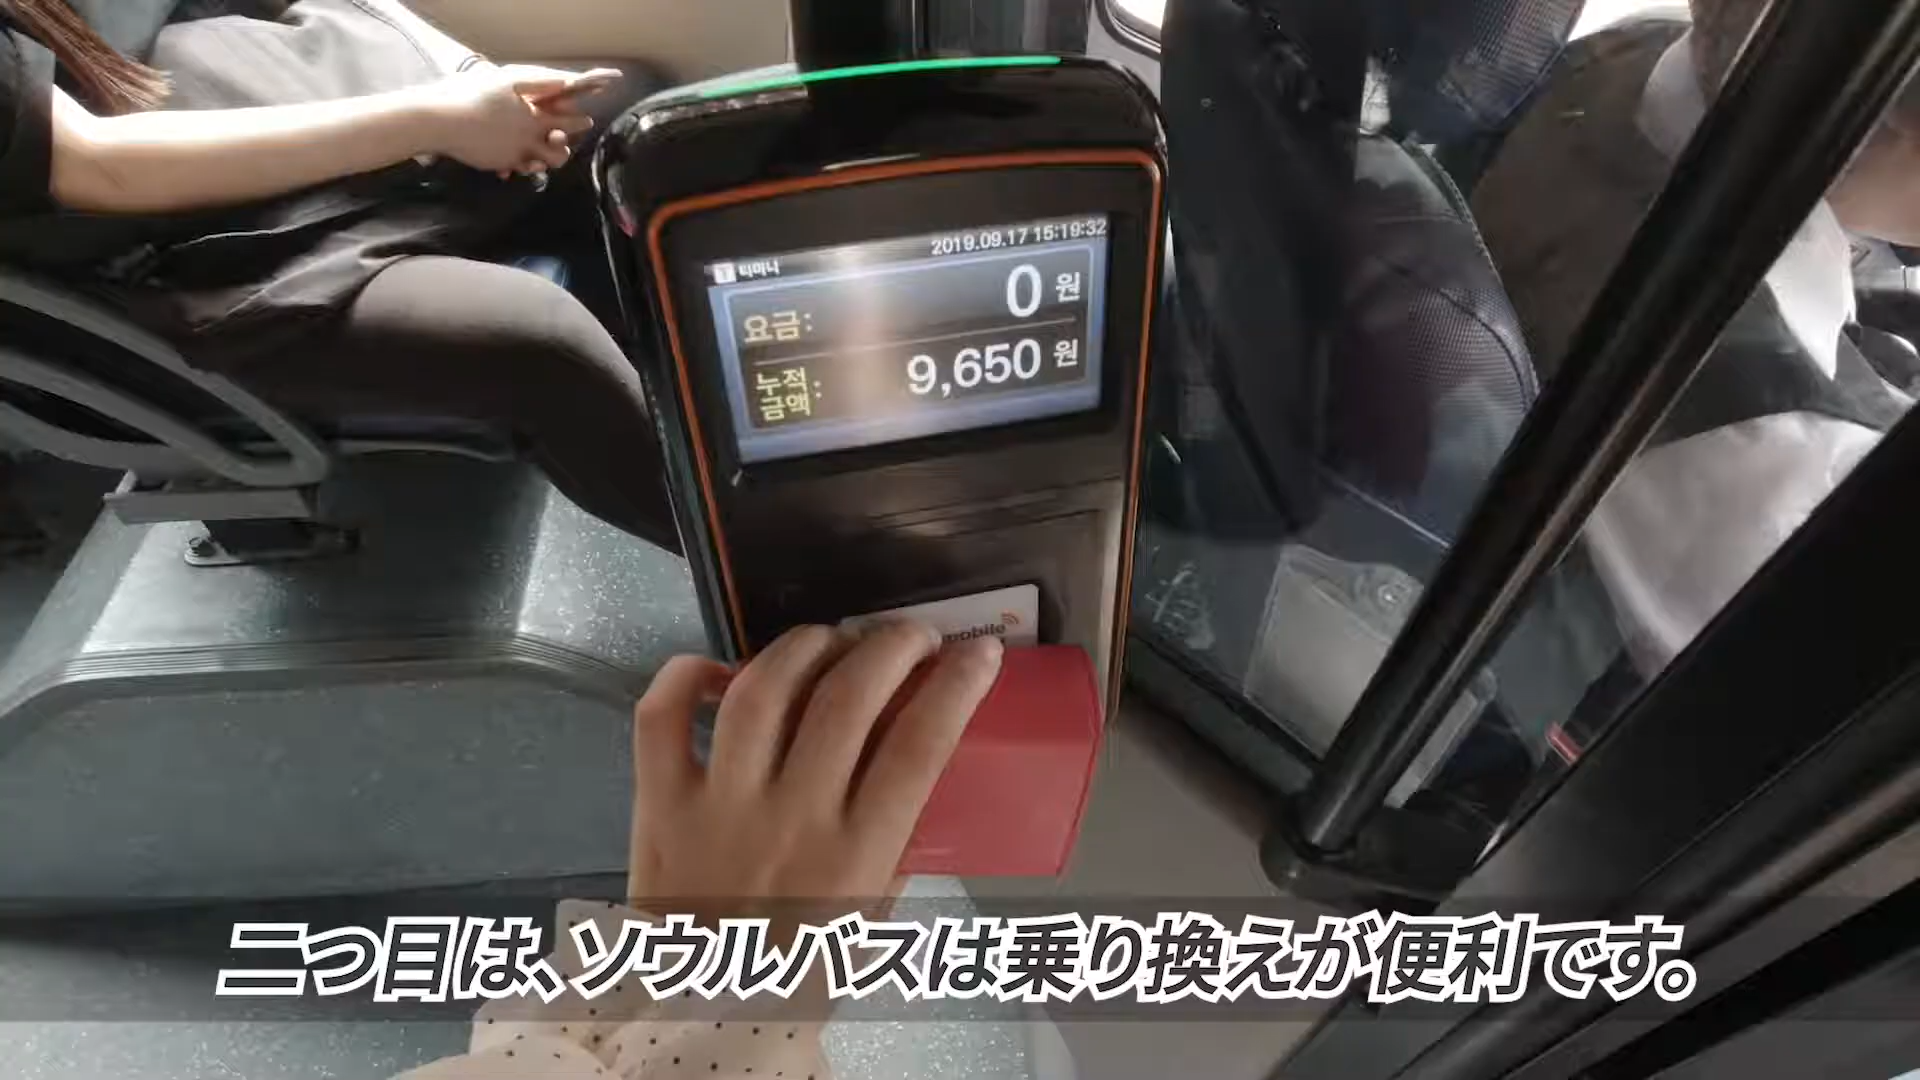 2019.09.17 15:19:32
티머니
요금: 0 원
누적금액: 9,650 원
mobile
二つ目は、ソウルバスは乗り換えが便利です。